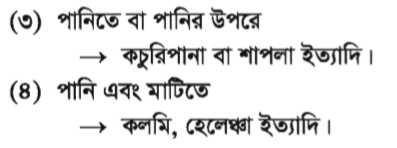 (৩) পানিতে বা পানির উপরে
→ কচুরিপানা বা শাপলা ইত্যাদি।
(৪) পানি এবং মাটিতে
→ কলমি, হেলেঞ্চা ইত্যাদি।